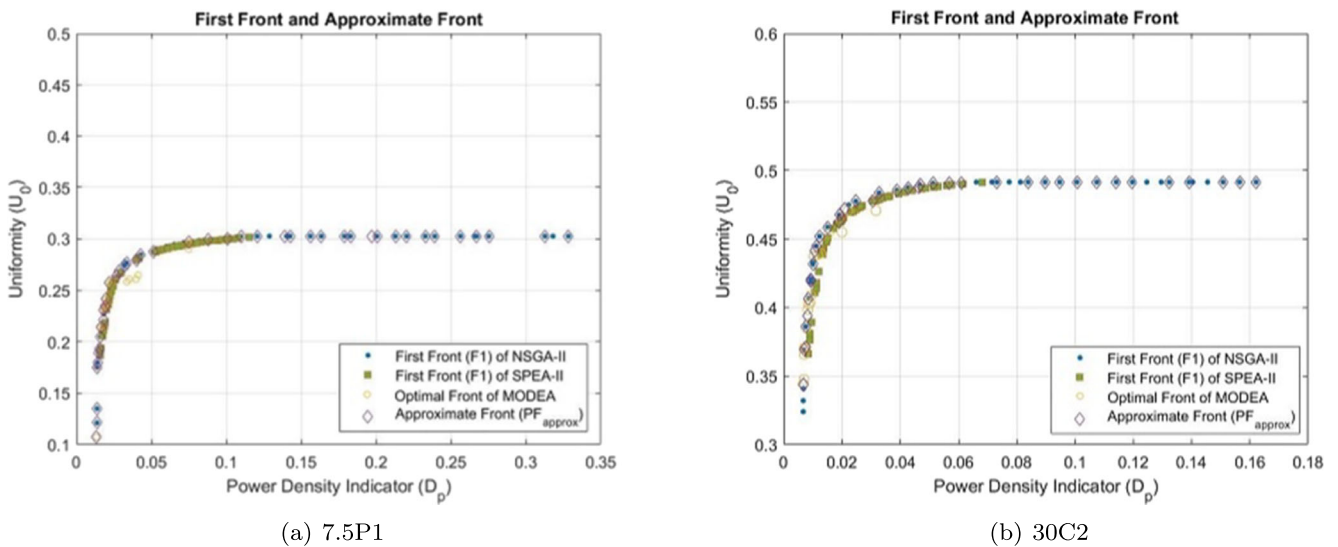 First Front and Approximate Front
0.5
0.45
0.4
0.35
0.3
0.25
0.2
0.15
0.1
Uniformity (U0)
0 0.05 0.1 0.15 0.2 0.25 0.3 0.35
Power Density Indicator (Dp)
First Front (F1) of NSGA-II
First Front (F1) of SPEA-II
Optimal Front of MODEA
Approximate Front (PFapprox)
(a) 7.5P1
First Front and Approximate Front
0.6
0.55
0.5
0.45
0.4
0.35
0.3
Uniformity (U0)
0 0.02 0.04 0.06 0.08 0.1 0.12 0.14 0.16 0.18
Power Density Indicator (Dp)
First Front (F1) of NSGA-II
First Front (F1) of SPEA-II
Optimal Front of MODEA
Approximate Front (PFapprox)
(b) 30C2